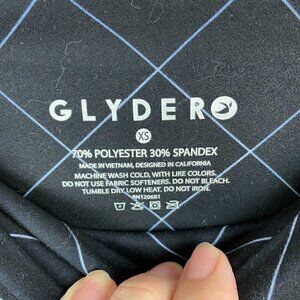 GLYDER
XS
70% POLYESTER 30% SPANDEX
MADE IN VIETNAM, DESIGNED IN CALIFORNIA
MACHINE WASH COLD, WITH LIKE COLORS.
DO NOT USE FABRIC SOFTENERS. DO NOT BLEACH.
TUMBLE DRY LOW HEAT. DO NOT IRON.
RN120681